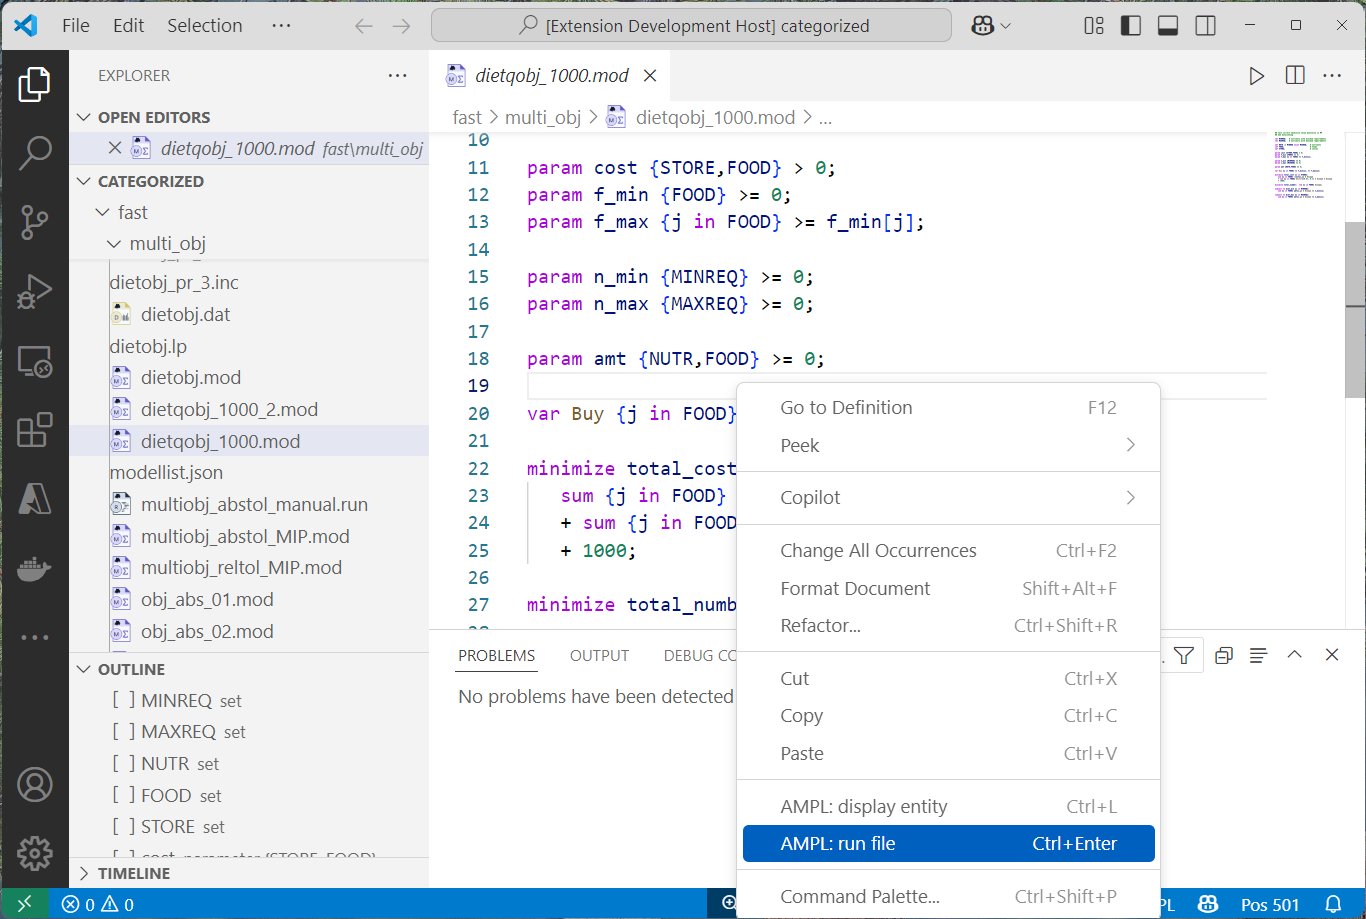 File Edit Selection ··· [Extension Development Host] categorized
EXPLORER ···
OPEN EDITORS
dietqobj_1000.mod fast\multi_obj
CATEGORIZED
fast
multi_obj
dietobj_pr_3.inc
dietobj.dat
dietobj.lp
dietobj.mod
dietqobj_1000_2.mod
dietqobj_1000.mod
modellist.json
multiobj_abstol_manual.run
multiobj_abstol_MIP.mod
multiobj_reltol_MIP.mod
obj_abs_01.mod
obj_abs_02.mod
OUTLINE
[ ] MINREQ set
[ ] MAXREQ set
[ ] NUTR set
[ ] FOOD set
[ ] STORE set
[ ] cost parameter {STORE, FOOD}
TIMELINE
dietqobj_1000.mod
fast > multi_obj > dietqobj_1000.mod > ...
10
11 param cost {STORE,FOOD} > 0;
12 param f_min {FOOD} >= 0;
13 param f_max {j in FOOD} >= f_min[j];
14
15 param n_min {MINREQ} >= 0;
16 param n_max {MAXREQ} >= 0;
17
18 param amt {NUTR,FOOD} >= 0;
19
20 var Buy {j in FOOD}
21
22 minimize total_cost
23 sum {j in FOOD}
24 + sum {j in FOOD
25 + 1000;
26
27 minimize total_numb
28
PROBLEMS OUTPUT DEBUG CO
No problems have been detected
Go to Definition F12
Peek
Copilot
Change All Occurrences Ctrl+F2
Format Document Shift+Alt+F
Refactor... Ctrl+Shift+R
Cut Ctrl+X
Copy Ctrl+C
Paste Ctrl+V
AMPL: display entity Ctrl+L
AMPL: run file Ctrl+Enter
Command Palette... Ctrl+Shift+P
0 0 PL Pos 501